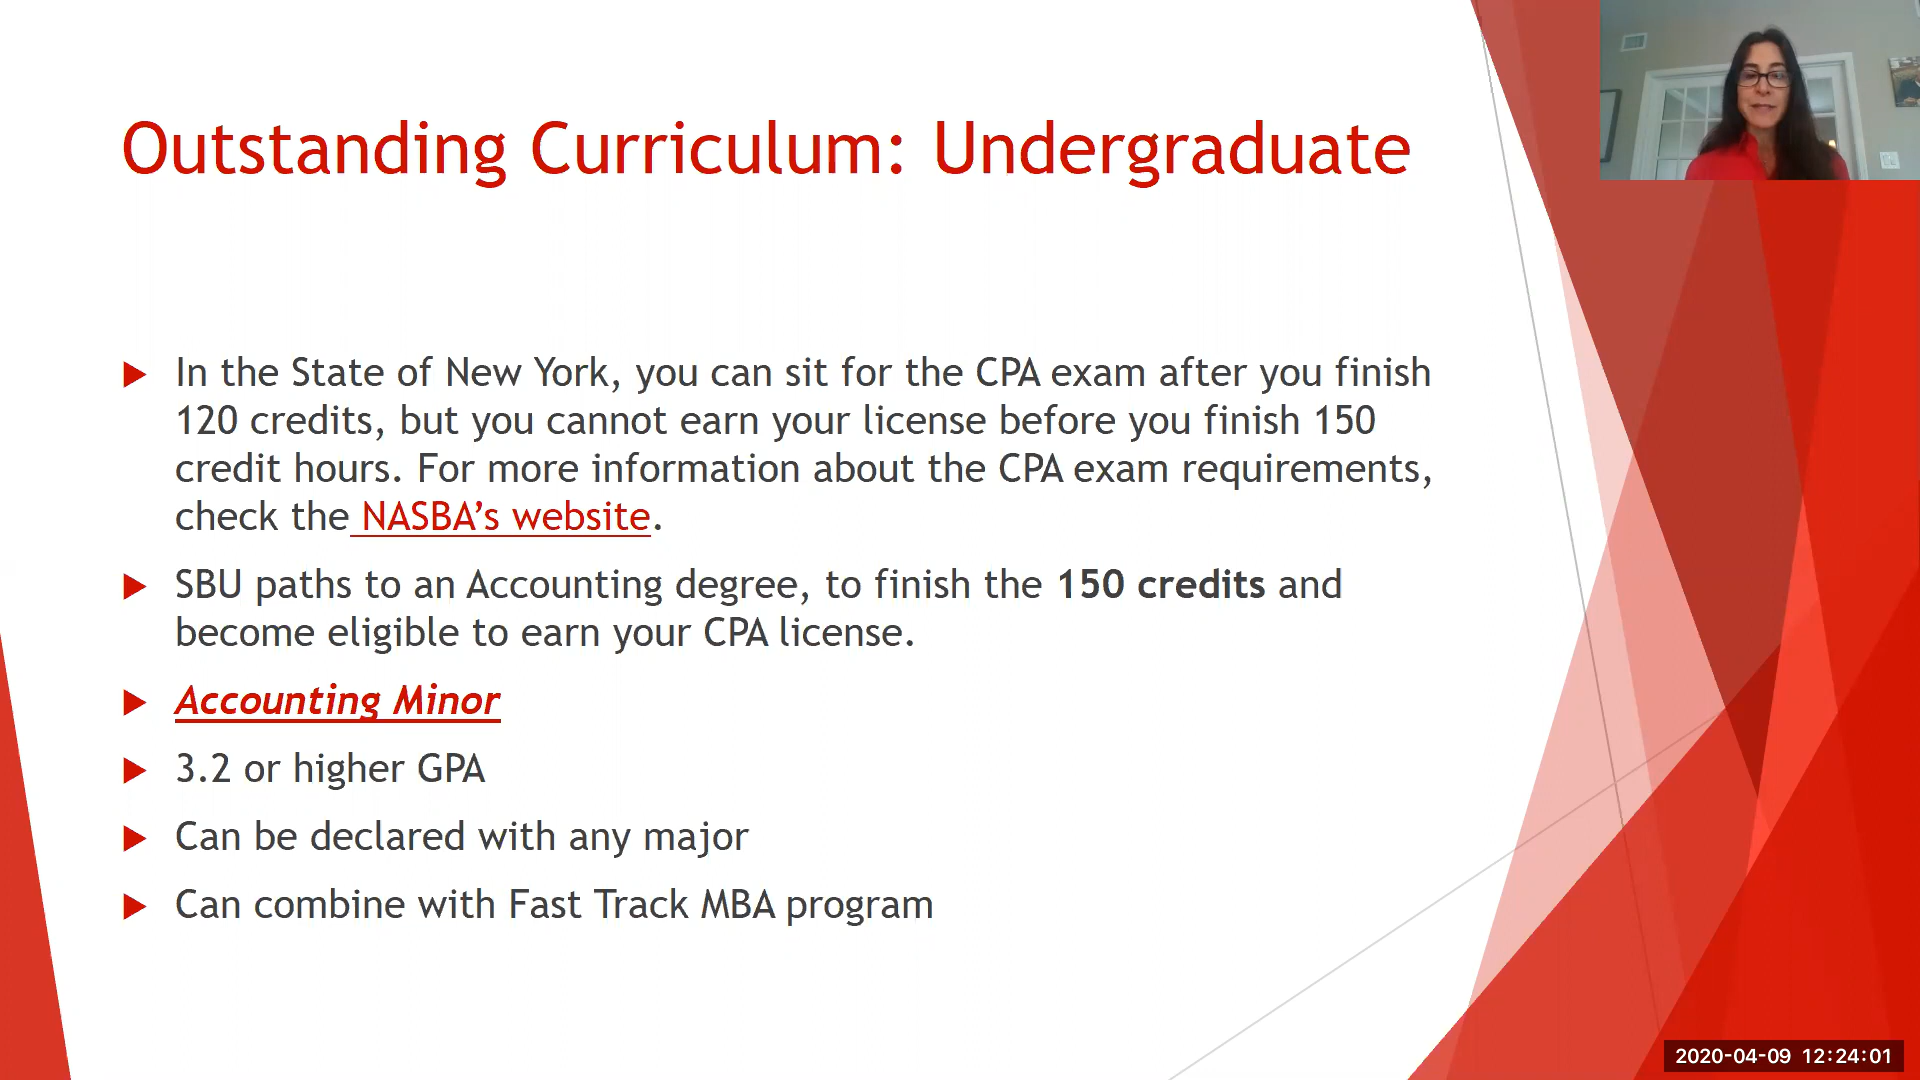 Outstanding Curriculum: Undergraduate
In the State of New York, you can sit for the CPA exam after you finish
120 credits, but you cannot earn your license before you finish 150
credit hours. For more information about the CPA exam requirements,
check the NASBA’s website.
SBU paths to an Accounting degree, to finish the 150 credits and
become eligible to earn your CPA license.
Accounting Minor
3.2 or higher GPA
Can be declared with any major
Can combine with Fast Track MBA program
2020-04-09 12:24:01